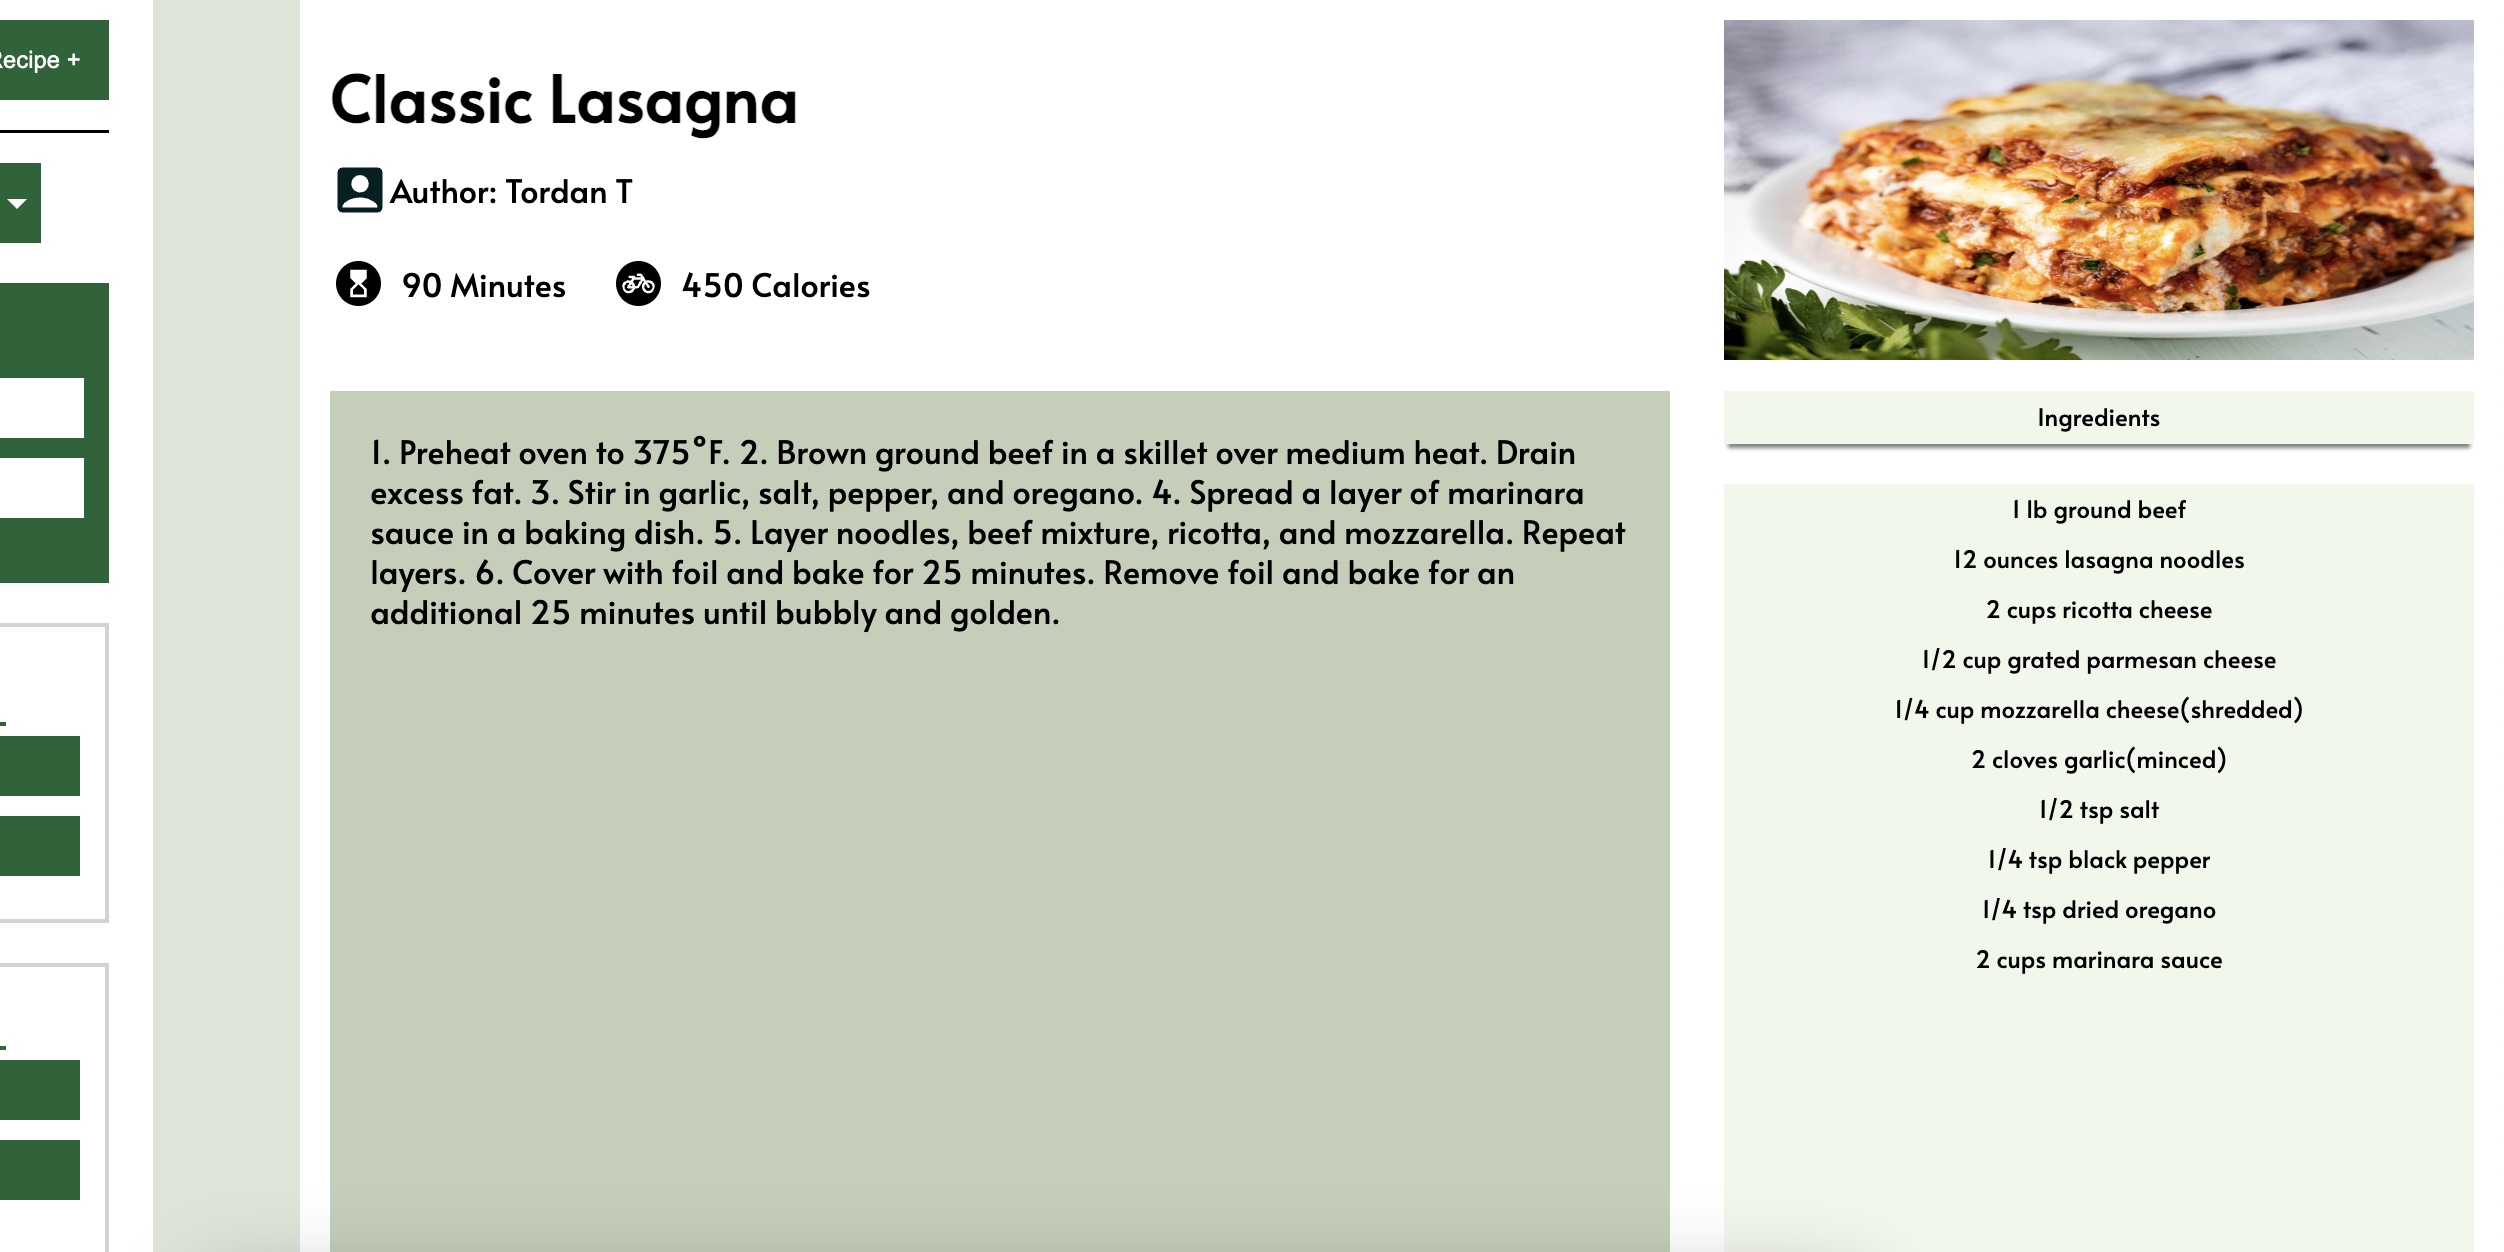 Recipe +
Classic Lasagna
Author: Tordan T
90 Minutes
450 Calories
1. Preheat oven to 375°F. 2. Brown ground beef in a skillet over medium heat. Drain
excess fat. 3. Stir in garlic, salt, pepper, and oregano. 4. Spread a layer of marinara
sauce in a baking dish. 5. Layer noodles, beef mixture, ricotta, and mozzarella. Repeat
layers. 6. Cover with foil and bake for 25 minutes. Remove foil and bake for an
additional 25 minutes until bubbly and golden.
Ingredients
1 lb ground beef
12 ounces lasagna noodles
2 cups ricotta cheese
1/2 cup grated parmesan cheese
1/4 cup mozzarella cheese(shredded)
2 cloves garlic(minced)
1/2 tsp salt
1/4 tsp black pepper
1/4 tsp dried oregano
2 cups marinara sauce